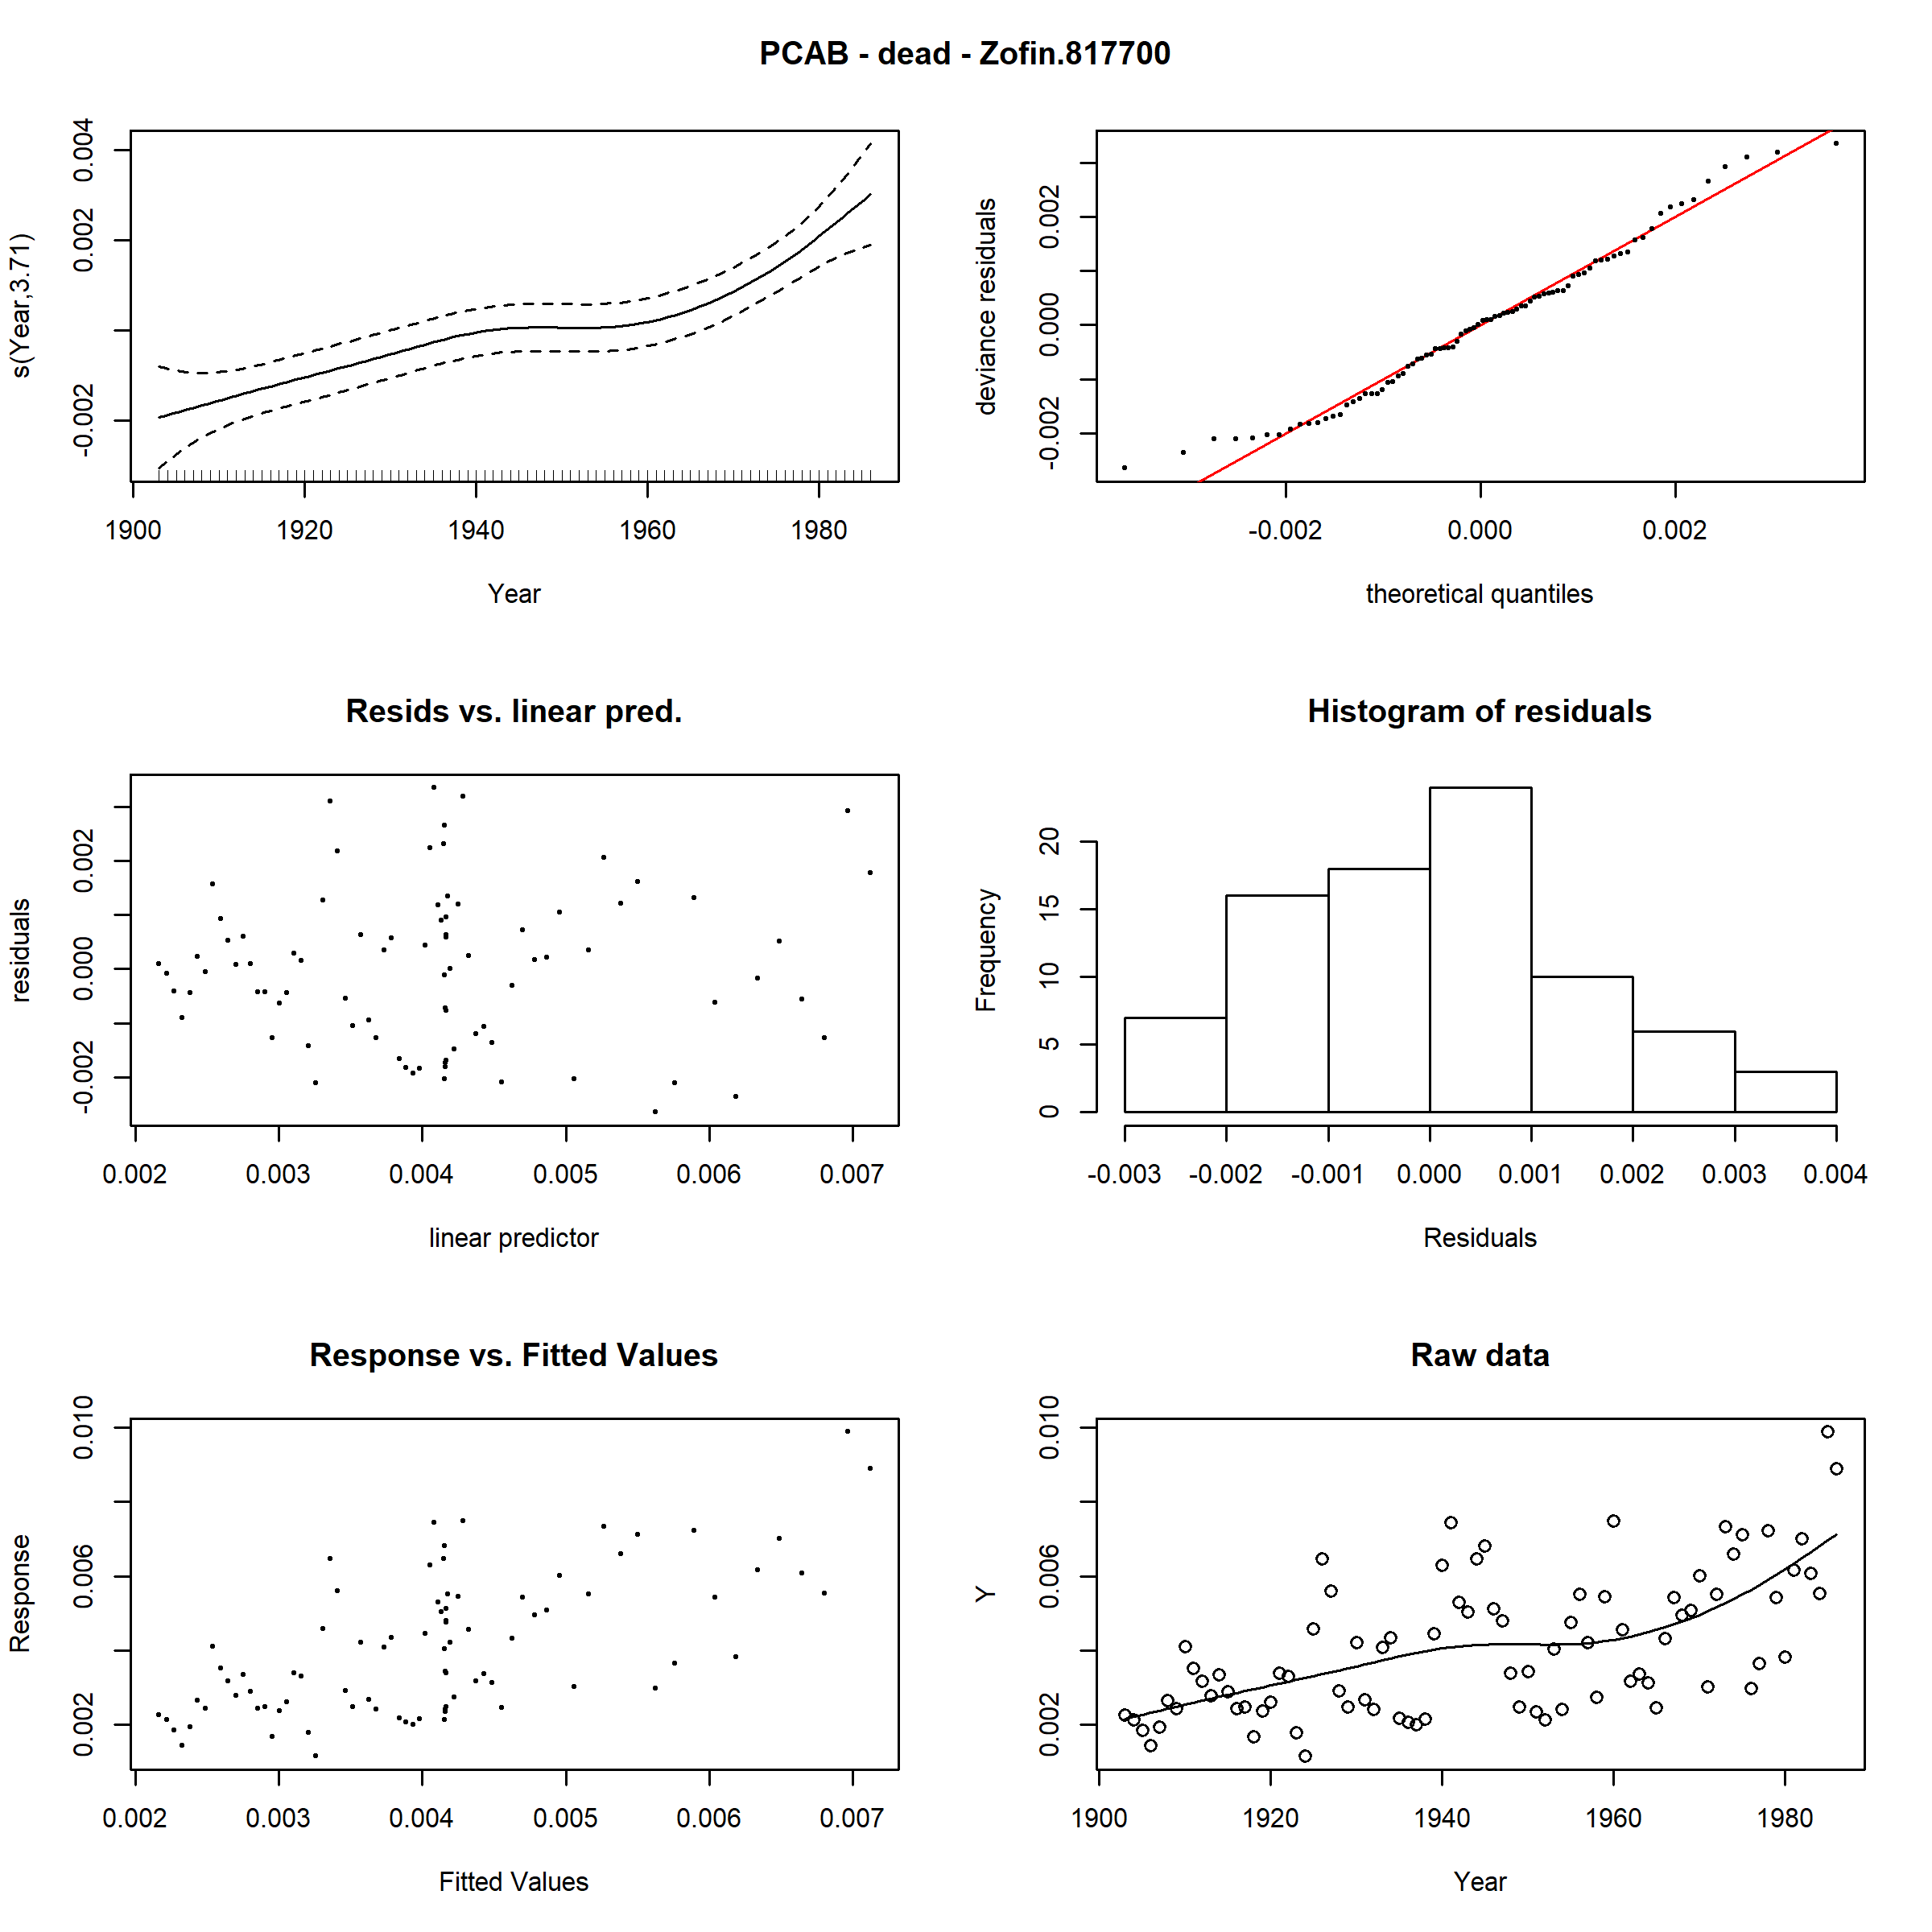 PCAB - dead - Zofin.817700
s(Year,3.71)
-0.002 0.002 0.004
1900 1920 1940 1960 1980
Year
deviance residuals
-0.002 0.000 0.002
-0.002 0.000 0.002
theoretical quantiles
Resids vs. linear pred.
residuals
-0.002 0.000 0.002
0.002 0.003 0.004 0.005 0.006 0.007
linear predictor
Histogram of residuals
Frequency
0 5 10 15 20
-0.003 -0.002 -0.001 0.000 0.001 0.002 0.003 0.004
Residuals
Response vs. Fitted Values
Response
0.002 0.006 0.010
0.002 0.003 0.004 0.005 0.006 0.007
Fitted Values
Raw data
Y
0.002 0.006 0.010
1900 1920 1940 1960 1980
Year